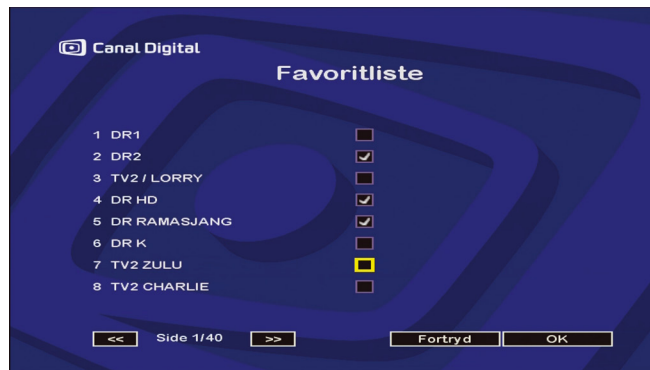 Canal Digital
Favoritliste
1 DR1
2 DR2
3 TV2 / LORRY
4 DR HD
5 DR RAMASJANG
6 DR K
7 TV2 ZULU
8 TV2 CHARLIE
<< Side 1/40 >> Fortryd OK